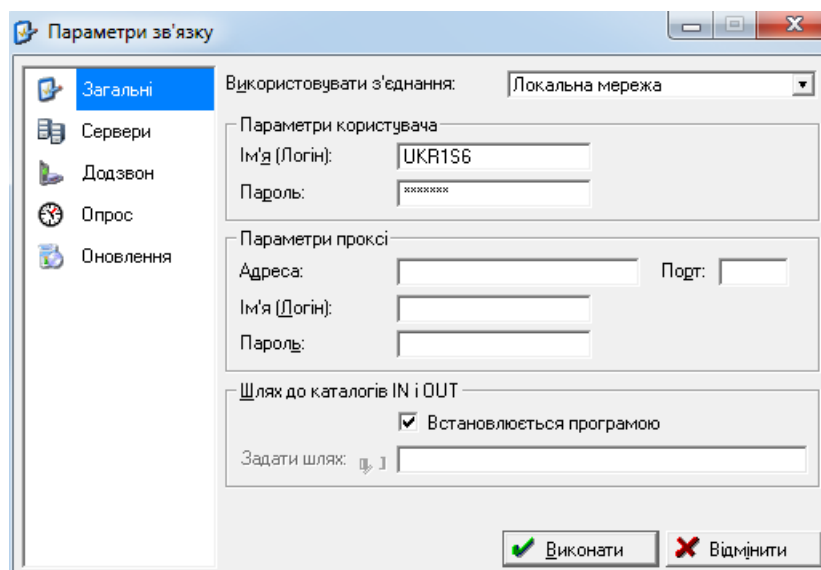 Параметри зв'язку
Загальні
Сервери
Додзвон
Опрос
Оновлення
Використовувати з'єднання: Локальна мережа
Параметри користувача
Ім'я (Логін): UKR1S6
Пароль: *******
Параметри проксі
Адреса: Порт:
Ім'я (Логін):
Пароль:
Шлях до каталогів IN і OUT
Встановлюється програмою
Задати шлях:
Виконати Відмінити